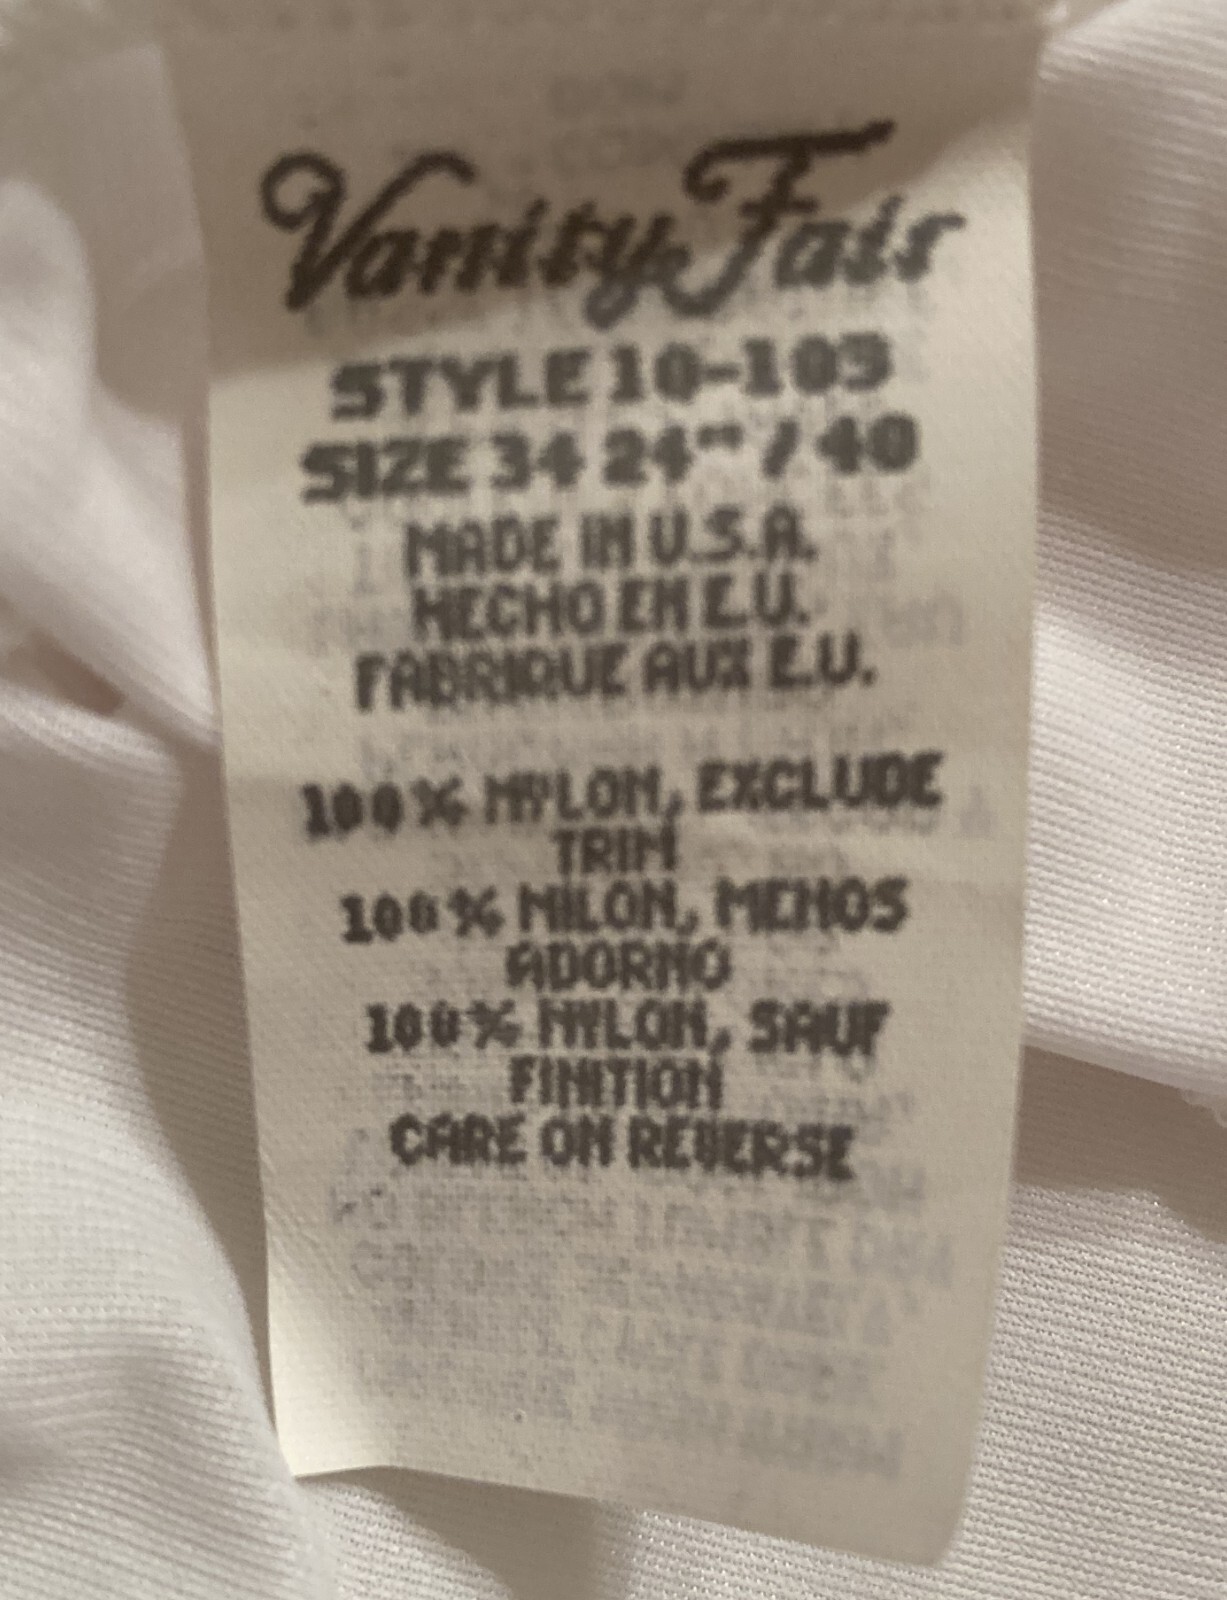 Vanity Fair
STYLE 10-103
SIZE 34 24" / 40
MADE IN U.S.A.
HECHO EN E.U.
FABRIQUE AUX E.U.
100% NYLON, EXCLUDE
TRIM
100% NILON, MENOS
ADORNO
100% NYLON, SAUF
FINITION
CARE ON REVERSE